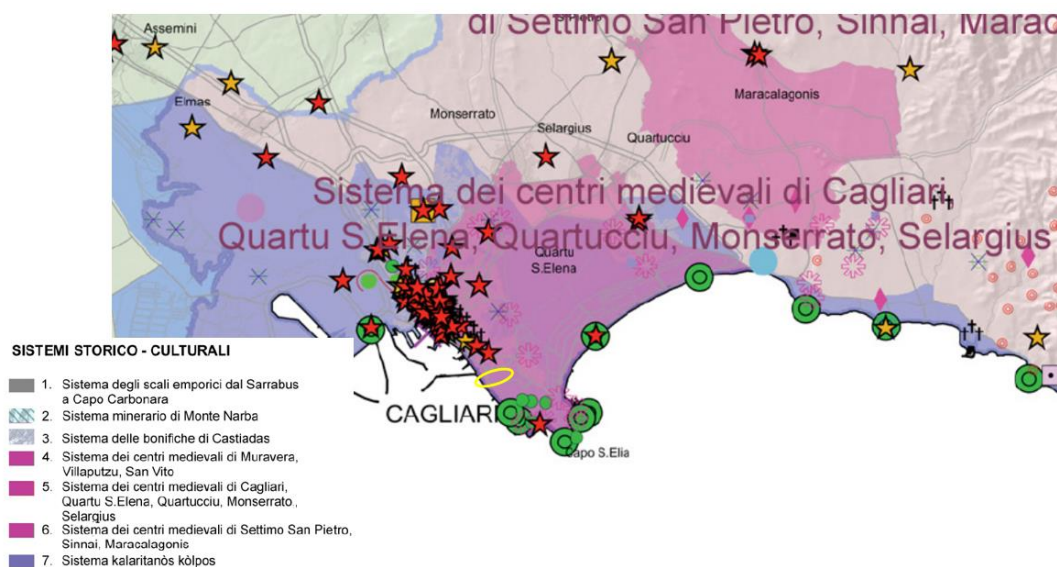 di Settimo San Pietro, Sinnai, Marac
S.Pietro
Assemini
Elmas
Monserrato
Maracalagonis
Selargius
Quartucciu
Sistema dei centri medievali di Cagliari,
Quartu S.Elena, Quartucciu, Monserrato, Selargius
Quartu
S.Elena
CAGLIARI
Capo S.Elia
SISTEMI STORICO - CULTURALI
1. Sistema degli scali emporici dal Sarrabus
a Capo Carbonara
2. Sistema minerario di Monte Narba
3. Sistema delle bonifiche di Castiadas
4. Sistema dei centri medievali di Muravera,
Villaputzu, San Vito
5. Sistema dei centri medievali di Cagliari,
Quartu S.Elena, Quartucciu, Monserrato,
Selargius
6. Sistema dei centri medievali di Settimo San Pietro,
Sinnai, Maracalagonis
7. Sistema kalaritanòs kòlpos